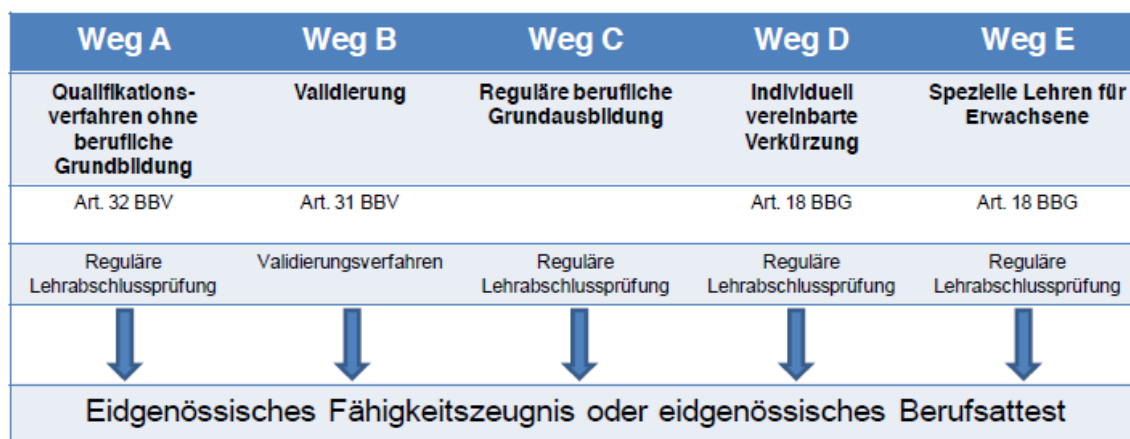 Weg A Weg B Weg C Weg D Weg E
Qualifikations-
verfahren ohne
berufliche
Grundbildung
Validierung
Reguläre berufliche
Grundausbildung
Individuell
vereinbarte
Verkürzung
Spezielle Lehren für
Erwachsene
Art. 32 BBV Art. 31 BBV Art. 18 BBG Art. 18 BBG
Reguläre
Lehrabschlussprüfung
Validierungsverfahren
Reguläre
Lehrabschlussprüfung
Reguläre
Lehrabschlussprüfung
Reguläre
Lehrabschlussprüfung
Eidgenössisches Fähigkeitszeugnis oder eidgenössisches Berufsattest